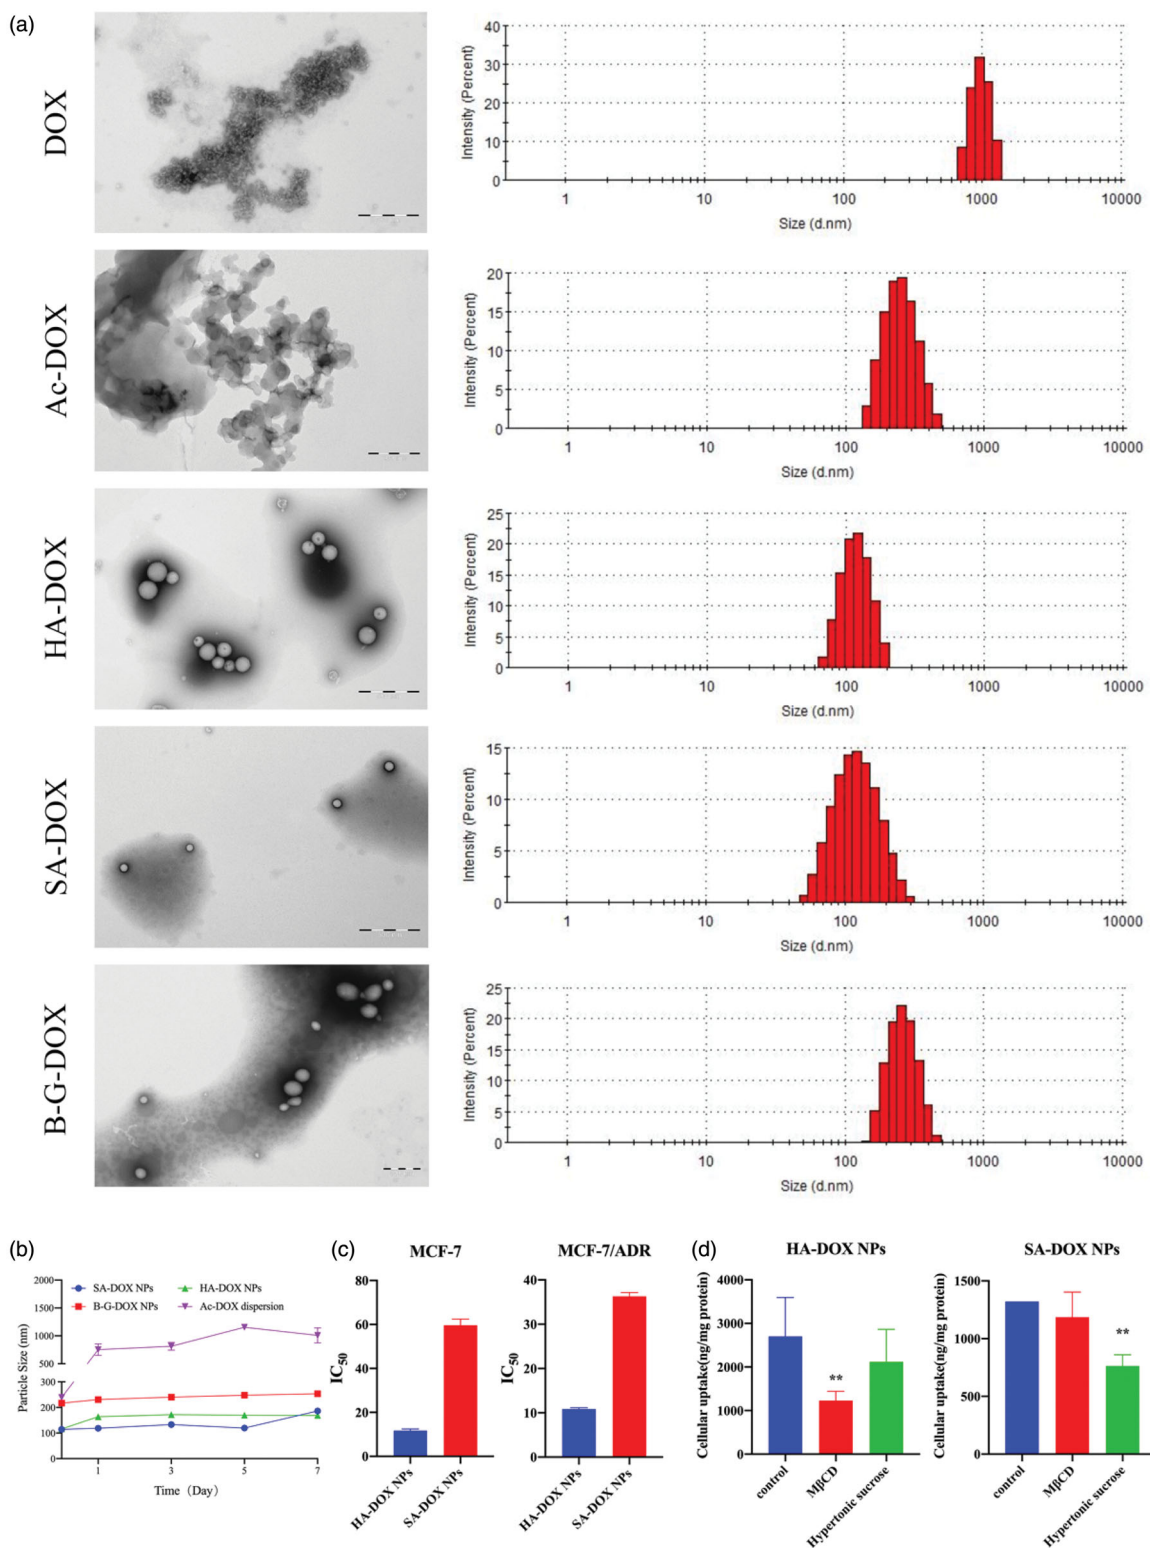 (a)
DOX
Intensity (Percent)
40
30
20
10
0
1
10
100
1000
10000
Size (d.nm)
Ac-DOX
Intensity (Percent)
20
15
10
5
0
1
10
100
1000
10000
Size (d.nm)
HA-DOX
Intensity (Percent)
25
20
15
10
5
0
1
10
100
1000
10000
Size (d.nm)
SA-DOX
Intensity (Percent)
15
10
5
0
1
10
100
1000
10000
Size (d.nm)
B-G-DOX
Intensity (Percent)
25
20
15
10
5
0
1
10
100
1000
10000
Size (d.nm)
(b)
Particle Size (nm)
2000
1500
1000
500
300
200
100
0
SA-DOX NPs
HA-DOX NPs
B-G-DOX NPs
Ac-DOX dispersion
1
3
5
7
Time（Day）
(c)
MCF-7
IC50
80
60
40
20
0
HA-DOX NPs
SA-DOX NPs
MCF-7/ADR
IC50
40
30
20
10
0
HA-DOX NPs
SA-DOX NPs
(d)
HA-DOX NPs
Cellular uptake(ng/mg protein)
4000
3000
2000
1000
0
**
control
MβCD
Hypertonic sucrose
SA-DOX NPs
Cellular uptake(ng/mg protein)
1500
1000
500
0
**
control
MβCD
Hypertonic sucrose